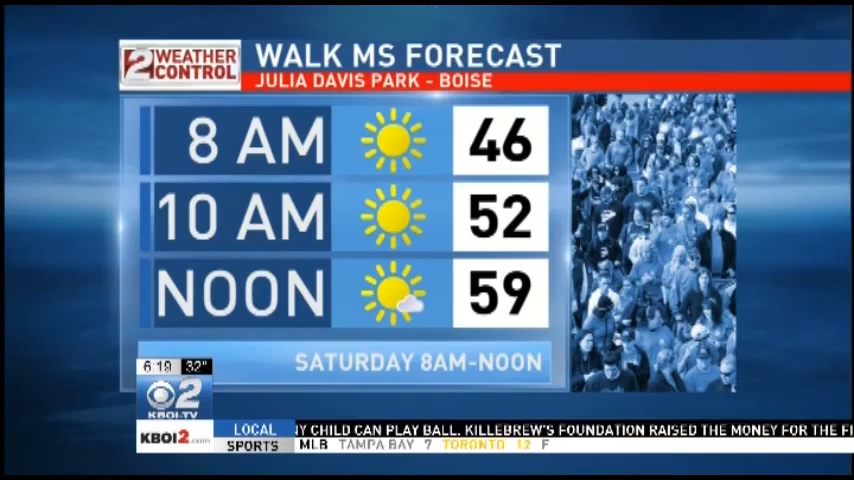 2 WEATHER CONTROL
WALK MS FORECAST
JULIA DAVIS PARK - BOISE
8 AM 46
10 AM 52
NOON 59
SATURDAY 8AM-NOON
6:19 32°
2
KBOI-TV
KBOI2.com
LOCAL SPORTS
NY CHILD CAN PLAY BALL. KILLEBREW'S FOUNDATION RAISED THE MONEY FOR THE FI
MLB TAMPA BAY 7 TORONTO 12 F